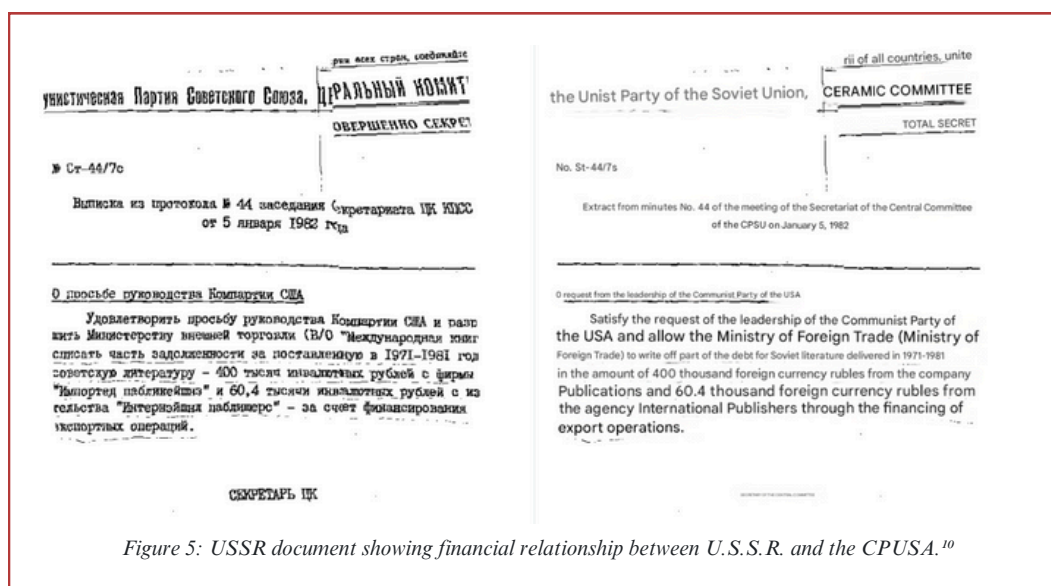 рии всех стран, соединяйте
унистическая Партия Советского Союза. ЦЕ РАЛЬНЫЙ КОМИТ
ОВЕРШЕННО СЕКРЕТ
№ Ст-44/7с
Выписка из протокола № 44 заседания Секретариата ЦК КПСС
от 5 января 1982 года
О просьбе руководства Компартии США
Удовлетворить просьбу руководства Компартии США и разр
шить Министерству внешней торговли (В/О "Международная книг
списать часть задолженности за поставленную в 1971-1981 год
советскую литературу - 400 тысяч инвалютных рублей с фирмы
"Импортед пабликейшнз" и 60,4 тысячи инвалютных рублей с из
тельства "Интернэйшнл паблишерс" - за счет финансирования
экспортных операций.
СЕКРЕТАРЬ ЦК
rii of all countries, unite
the Unist Party of the Soviet Union, CERAMIC COMMITTEE
TOTAL SECRET
No. St-44/7s
Extract from minutes No. 44 of the meeting of the Secretariat of the Central Committee
of the CPSU on January 5, 1982
O request from the leadership of the Communist Party of the USA
Satisfy the request of the leadership of the Communist Party of
the USA and allow the Ministry of Foreign Trade (Ministry of
Foreign Trade) to write off part of the debt for Soviet literature delivered in 1971-1981
in the amount of 400 thousand foreign currency rubles from the company
Publications and 60.4 thousand foreign currency rubles from
the agency International Publishers through the financing of
export operations.
SECRETARY OF THE CENTRAL COMMITTEE
Figure 5: USSR document showing financial relationship between U.S.S.R. and the CPUSA.¹⁰